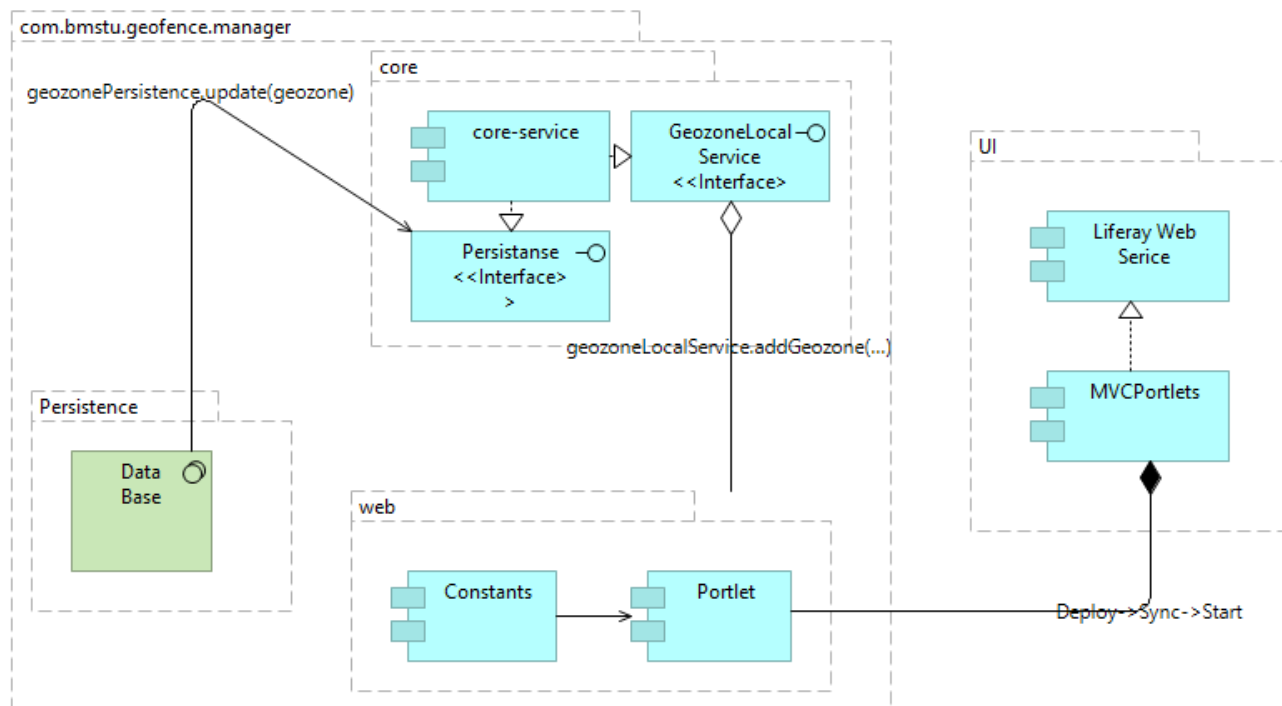 com.bmstu.geofence.manager
core
geozonePersistence.update(geozone)
core-service
GeozoneLocal
Service
<<Interface>
UI
Persistanse
<<Interface>
>
Liferay Web
Serice
geozoneLocalService.addGeozone(...)
MVCPortlets
Persistence
Data
Base
web
Constants
Portlet
Deploy->Sync->Start